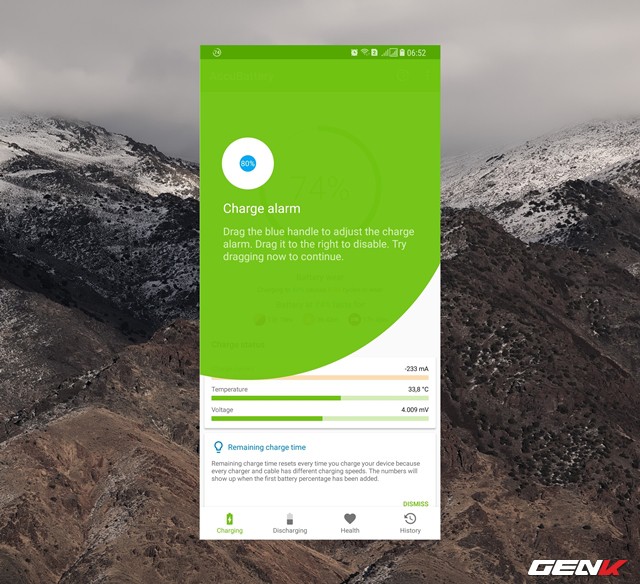 06:52
80%
74%
Charge alarm
Drag the blue handle to adjust the charge
alarm. Drag it to the right to disable. Try
dragging now to continue.
-233 mA
Temperature
33,8 °C
Voltage
4.009 mV
Remaining charge time
Remaining charge time resets every time you charge your device because
every charger and cable has different charging speeds. The numbers will
show up when the first battery percentage has been added.
DISMISS
Charging
Discharging
Health
History
GENK